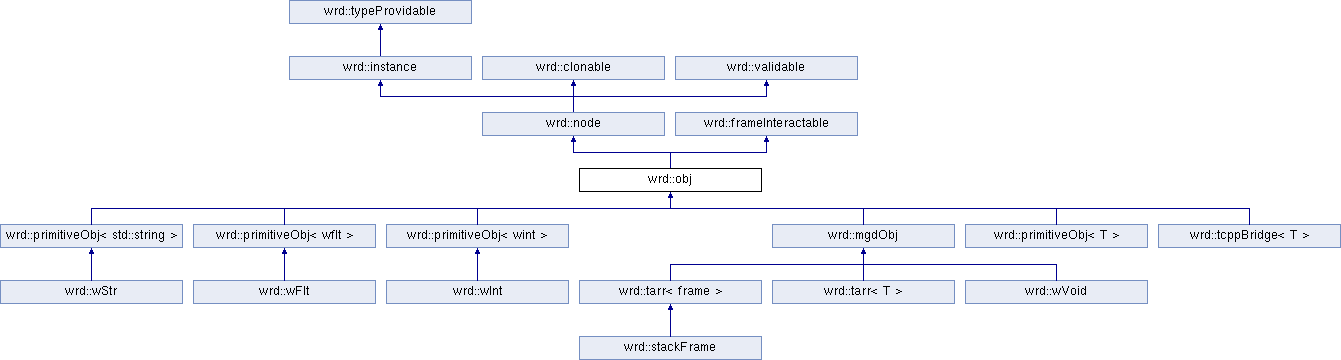 wrd::typeProvidable
wrd::instance
wrd::clonable
wrd::validable
wrd::node
wrd::frameInteractable
wrd::obj
wrd::primitiveObj< std::string >
wrd::primitiveObj< wflt >
wrd::primitiveObj< wint >
wrd::mgdObj
wrd::primitiveObj< T >
wrd::tcppBridge< T >
wrd::wStr
wrd::wFlt
wrd::wInt
wrd::tarr< frame >
wrd::tarr< T >
wrd::wVoid
wrd::stackFrame